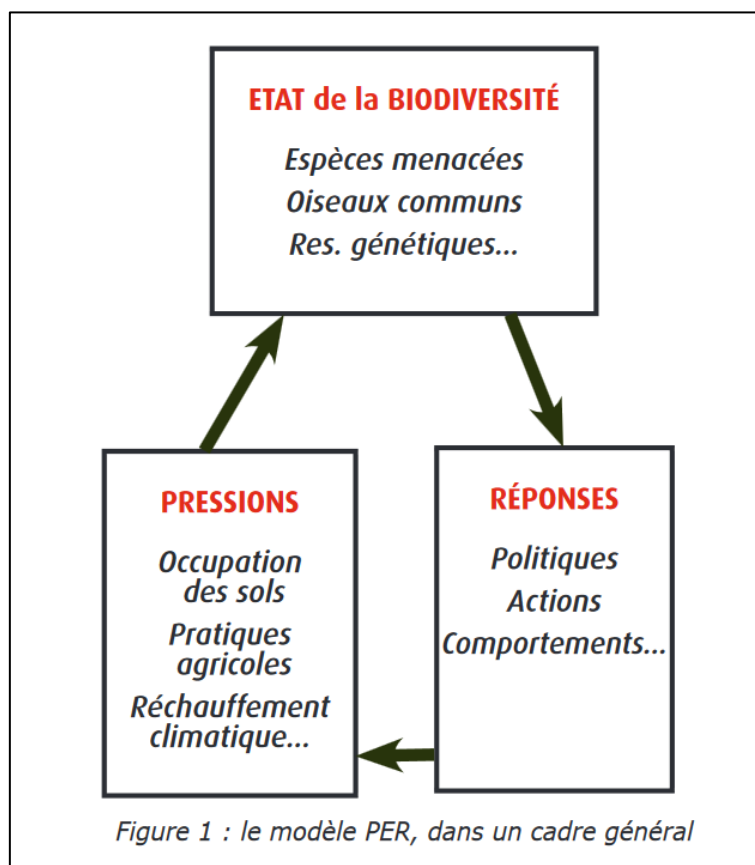 ETAT de la BIODIVERSITÉ
Espèces menacées
Oiseaux communs
Res. génétiques...
PRESSIONS
Occupation
des sols
Pratiques
agricoles
Réchauffement
climatique...
RÉPONSES
Politiques
Actions
Comportements...
Figure 1 : le modèle PER, dans un cadre général